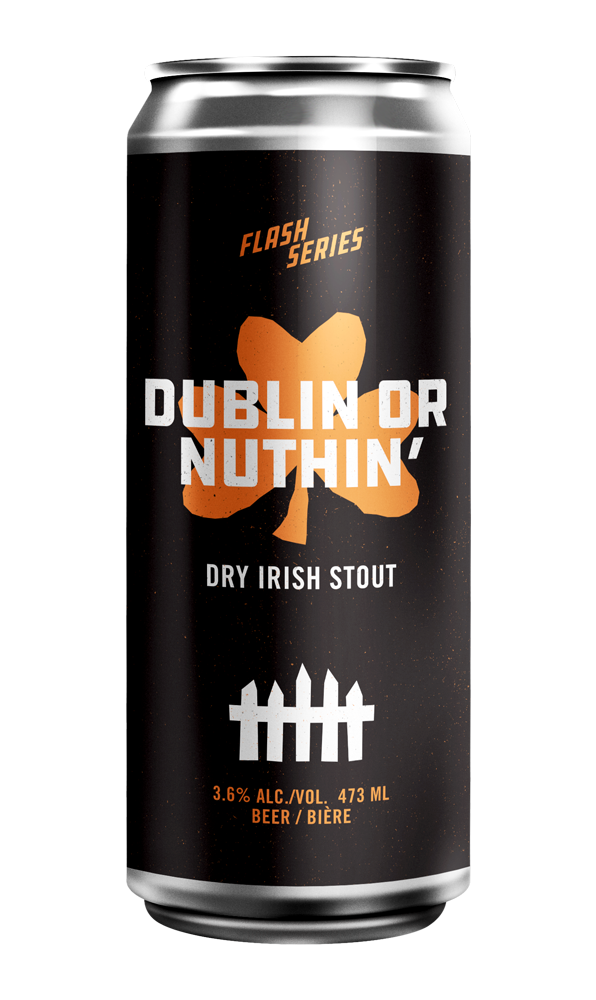 FLASH
SERIES
DUBLIN OR
NUTHIN'
DRY IRISH STOUT
3.6% ALC./VOL. 473 ML
BEER / BIÈRE